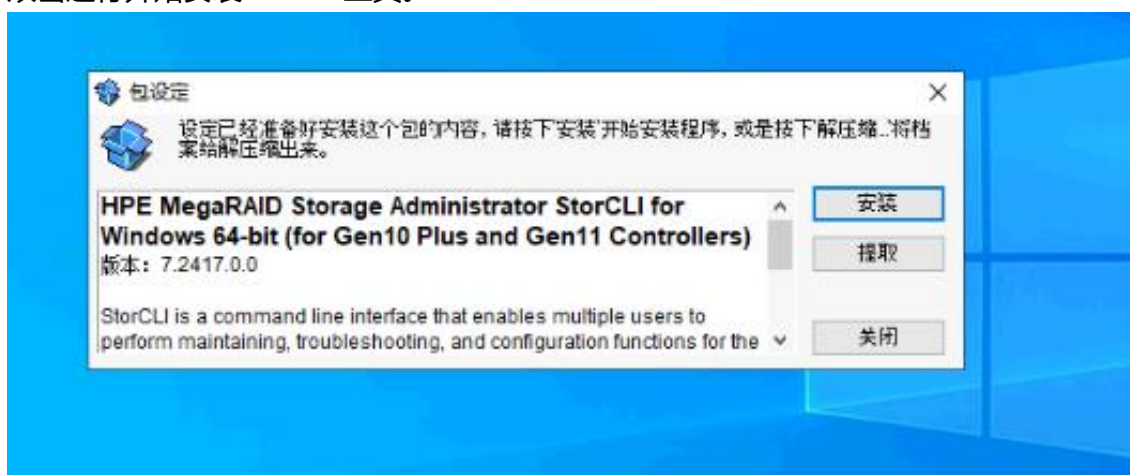 包设定
设定已经准备好安装这个包的内容，请按下'安装'开始安装程序，或是按下'解压缩...'将档
案给解压缩出来。
HPE MegaRAID Storage Administrator StorCLI for
Windows 64-bit (for Gen10 Plus and Gen11 Controllers)
版本：7.2417.0.0
StorCLI is a command line interface that enables multiple users to
perform maintaining, troubleshooting, and configuration functions for the
安装
提取
关闭